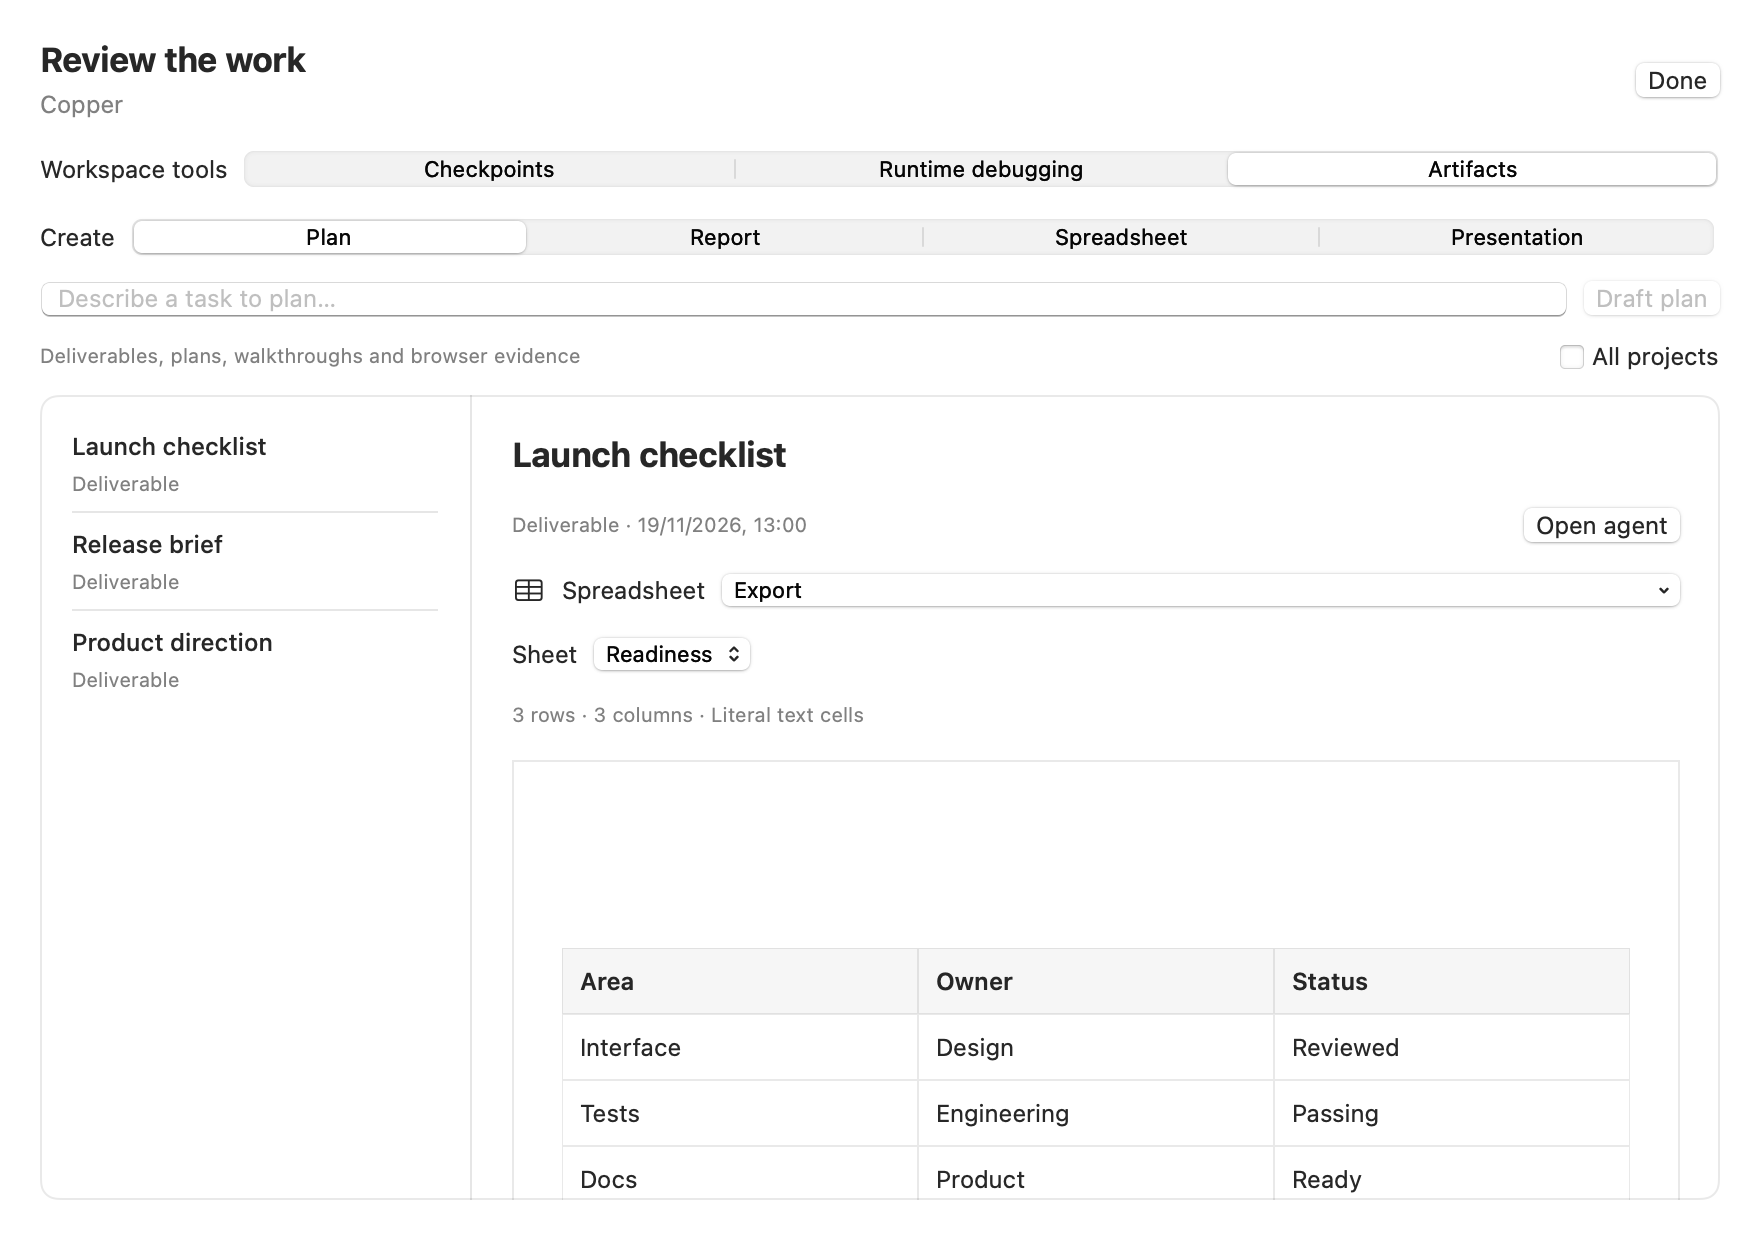 Review the work
Copper
Done
Workspace tools Checkpoints Runtime debugging Artifacts
Create Plan Report Spreadsheet Presentation
Describe a task to plan... Draft plan
Deliverables, plans, walkthroughs and browser evidence All projects
Launch checklist
Deliverable
Release brief
Deliverable
Product direction
Deliverable
Launch checklist
Deliverable · 19/11/2026, 13:00 Open agent
Spreadsheet Export
Sheet Readiness
3 rows · 3 columns · Literal text cells
Area Owner Status
Interface Design Reviewed
Tests Engineering Passing
Docs Product Ready